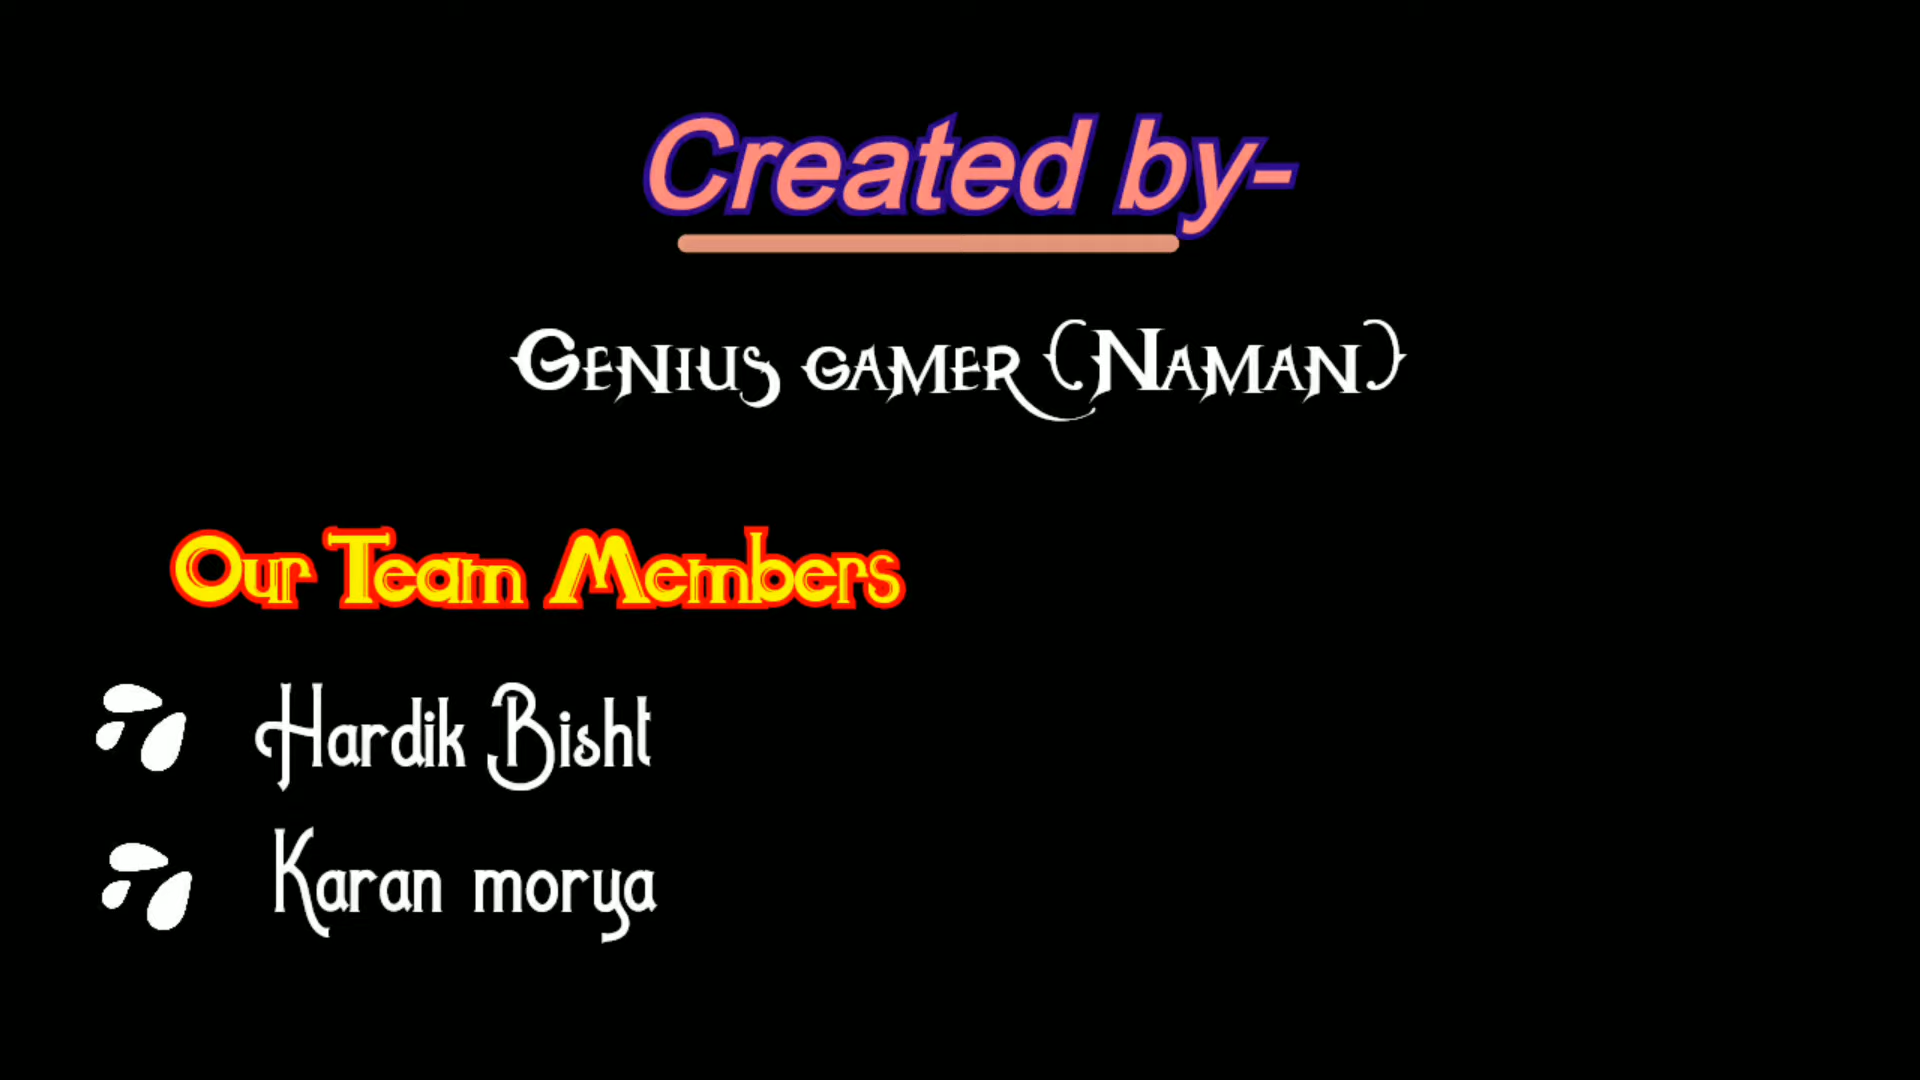 Created by-
Genius gamer (Naman)
Our Team Members
Hardik Bisht
Karan morya